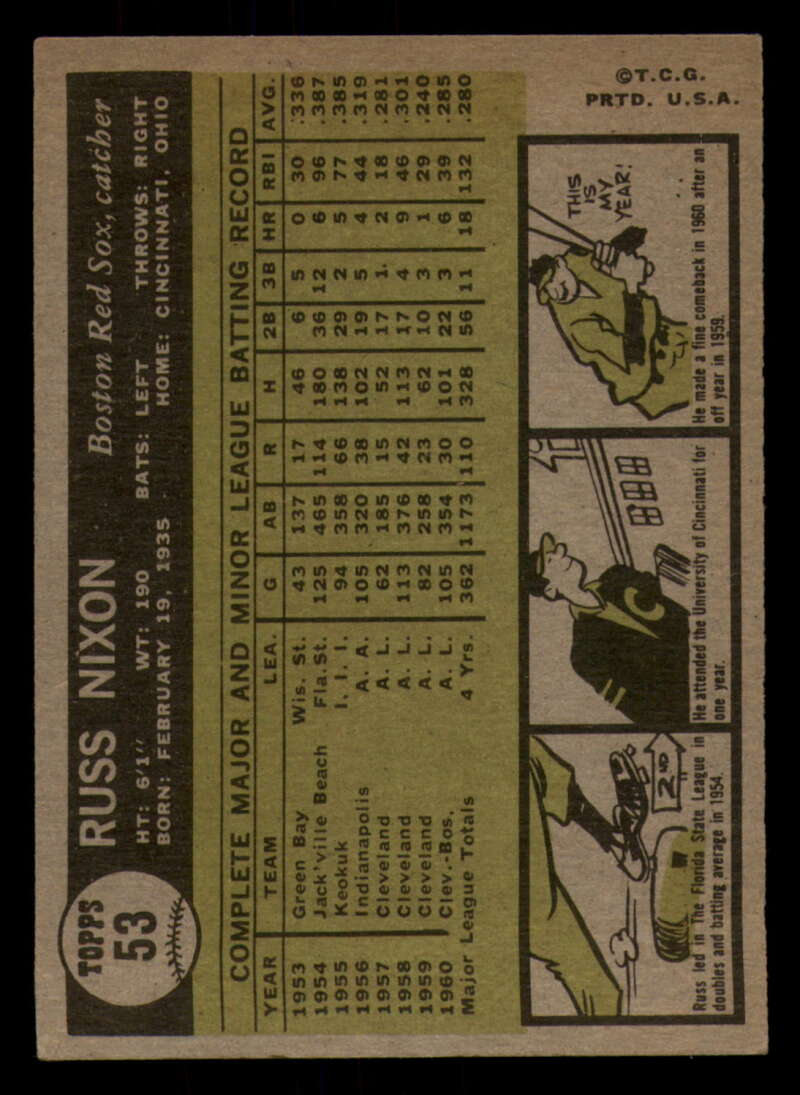 TOPPS
53
RUSS NIXON Boston Red Sox, catcher
HT: 6'1" WT: 190 BATS: LEFT THROWS: RIGHT
BORN: FEBRUARY 19, 1935 HOME: CINCINNATI, OHIO
COMPLETE MAJOR AND MINOR LEAGUE BATTING RECORD
YEAR TEAM LEA. G AB R H 2B 3B HR RBI AVG.
1953 Green Bay Wis. St. 43 137 17 46 6 5 0 30 .336
1954 Jack'ville Beach Fla. St. 125 465 114 180 36 12 6 96 .387
1955 Keokuk I. I. I. 94 358 66 138 29 2 5 77 .385
1956 Indianapolis A. A. 105 320 38 102 19 5 4 44 .319
1957 Cleveland A. L. 62 185 15 52 17 1 2 18 .281
1958 Cleveland A. L. 113 376 42 113 17 4 9 46 .301
1959 Cleveland A. L. 82 258 23 62 10 3 1 29 .240
1960 Clev.-Bos. A. L. 105 354 30 101 22 3 6 39 .285
Major League Totals 4 Yrs. 362 1173 110 328 56 11 18 132 .280
2ND
Russ led in The Florida State League in
doubles and batting average in 1954.
C
He attended the University of Cincinnati for
one year.
THIS
IS
MY
YEAR!
He made a fine comeback in 1960 after an
off year in 1959.
©T.C.G.
PRTD. U.S.A.